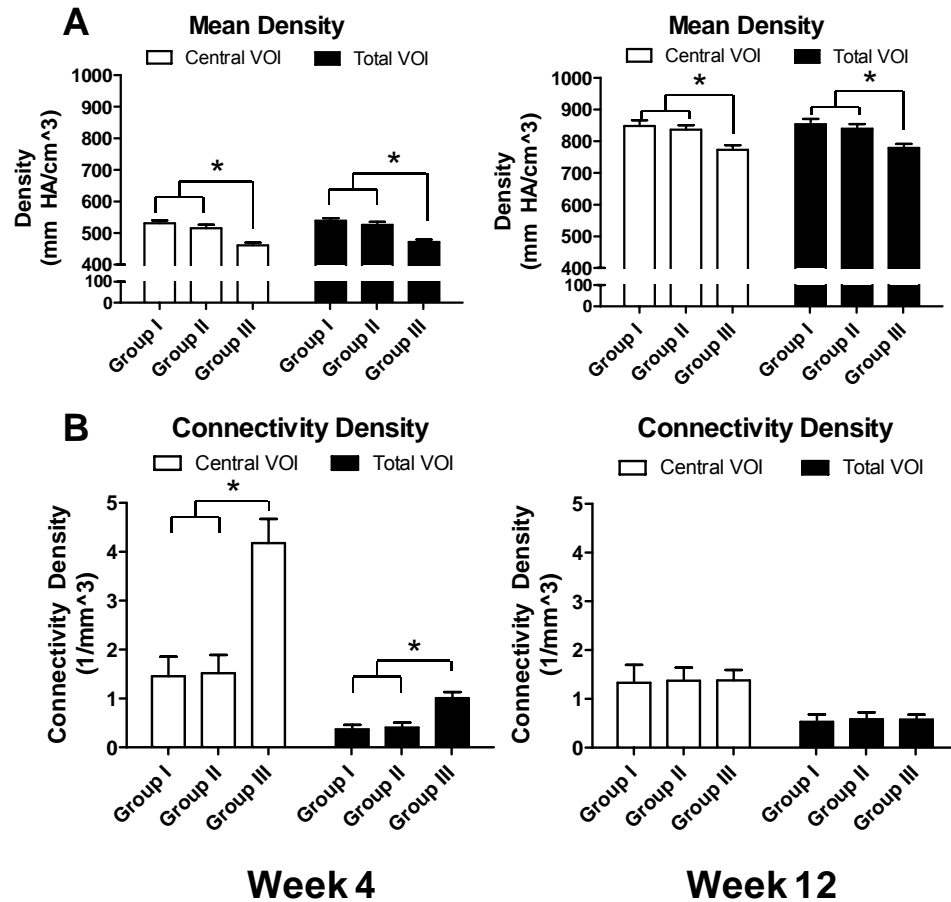 A
Mean Density
Central VOI Total VOI
Density
(mm HA/cm^3)
1000
900
800
700
600
500
400
100
0
*
*
Group I
Group II
Group III
Group I
Group II
Group III
Mean Density
Central VOI Total VOI
Density
(mm HA/cm^3)
1000
900
800
700
600
500
400
100
0
*
*
Group I
Group II
Group III
Group I
Group II
Group III
B
Connectivity Density
Central VOI Total VOI
Connectivity Density
(1/mm^3)
5
4
3
2
1
0
*
*
Group I
Group II
Group III
Group I
Group II
Group III
Connectivity Density
Central VOI Total VOI
Connectivity Density
(1/mm^3)
5
4
3
2
1
0
Group I
Group II
Group III
Group I
Group II
Group III
Week 4
Week 12